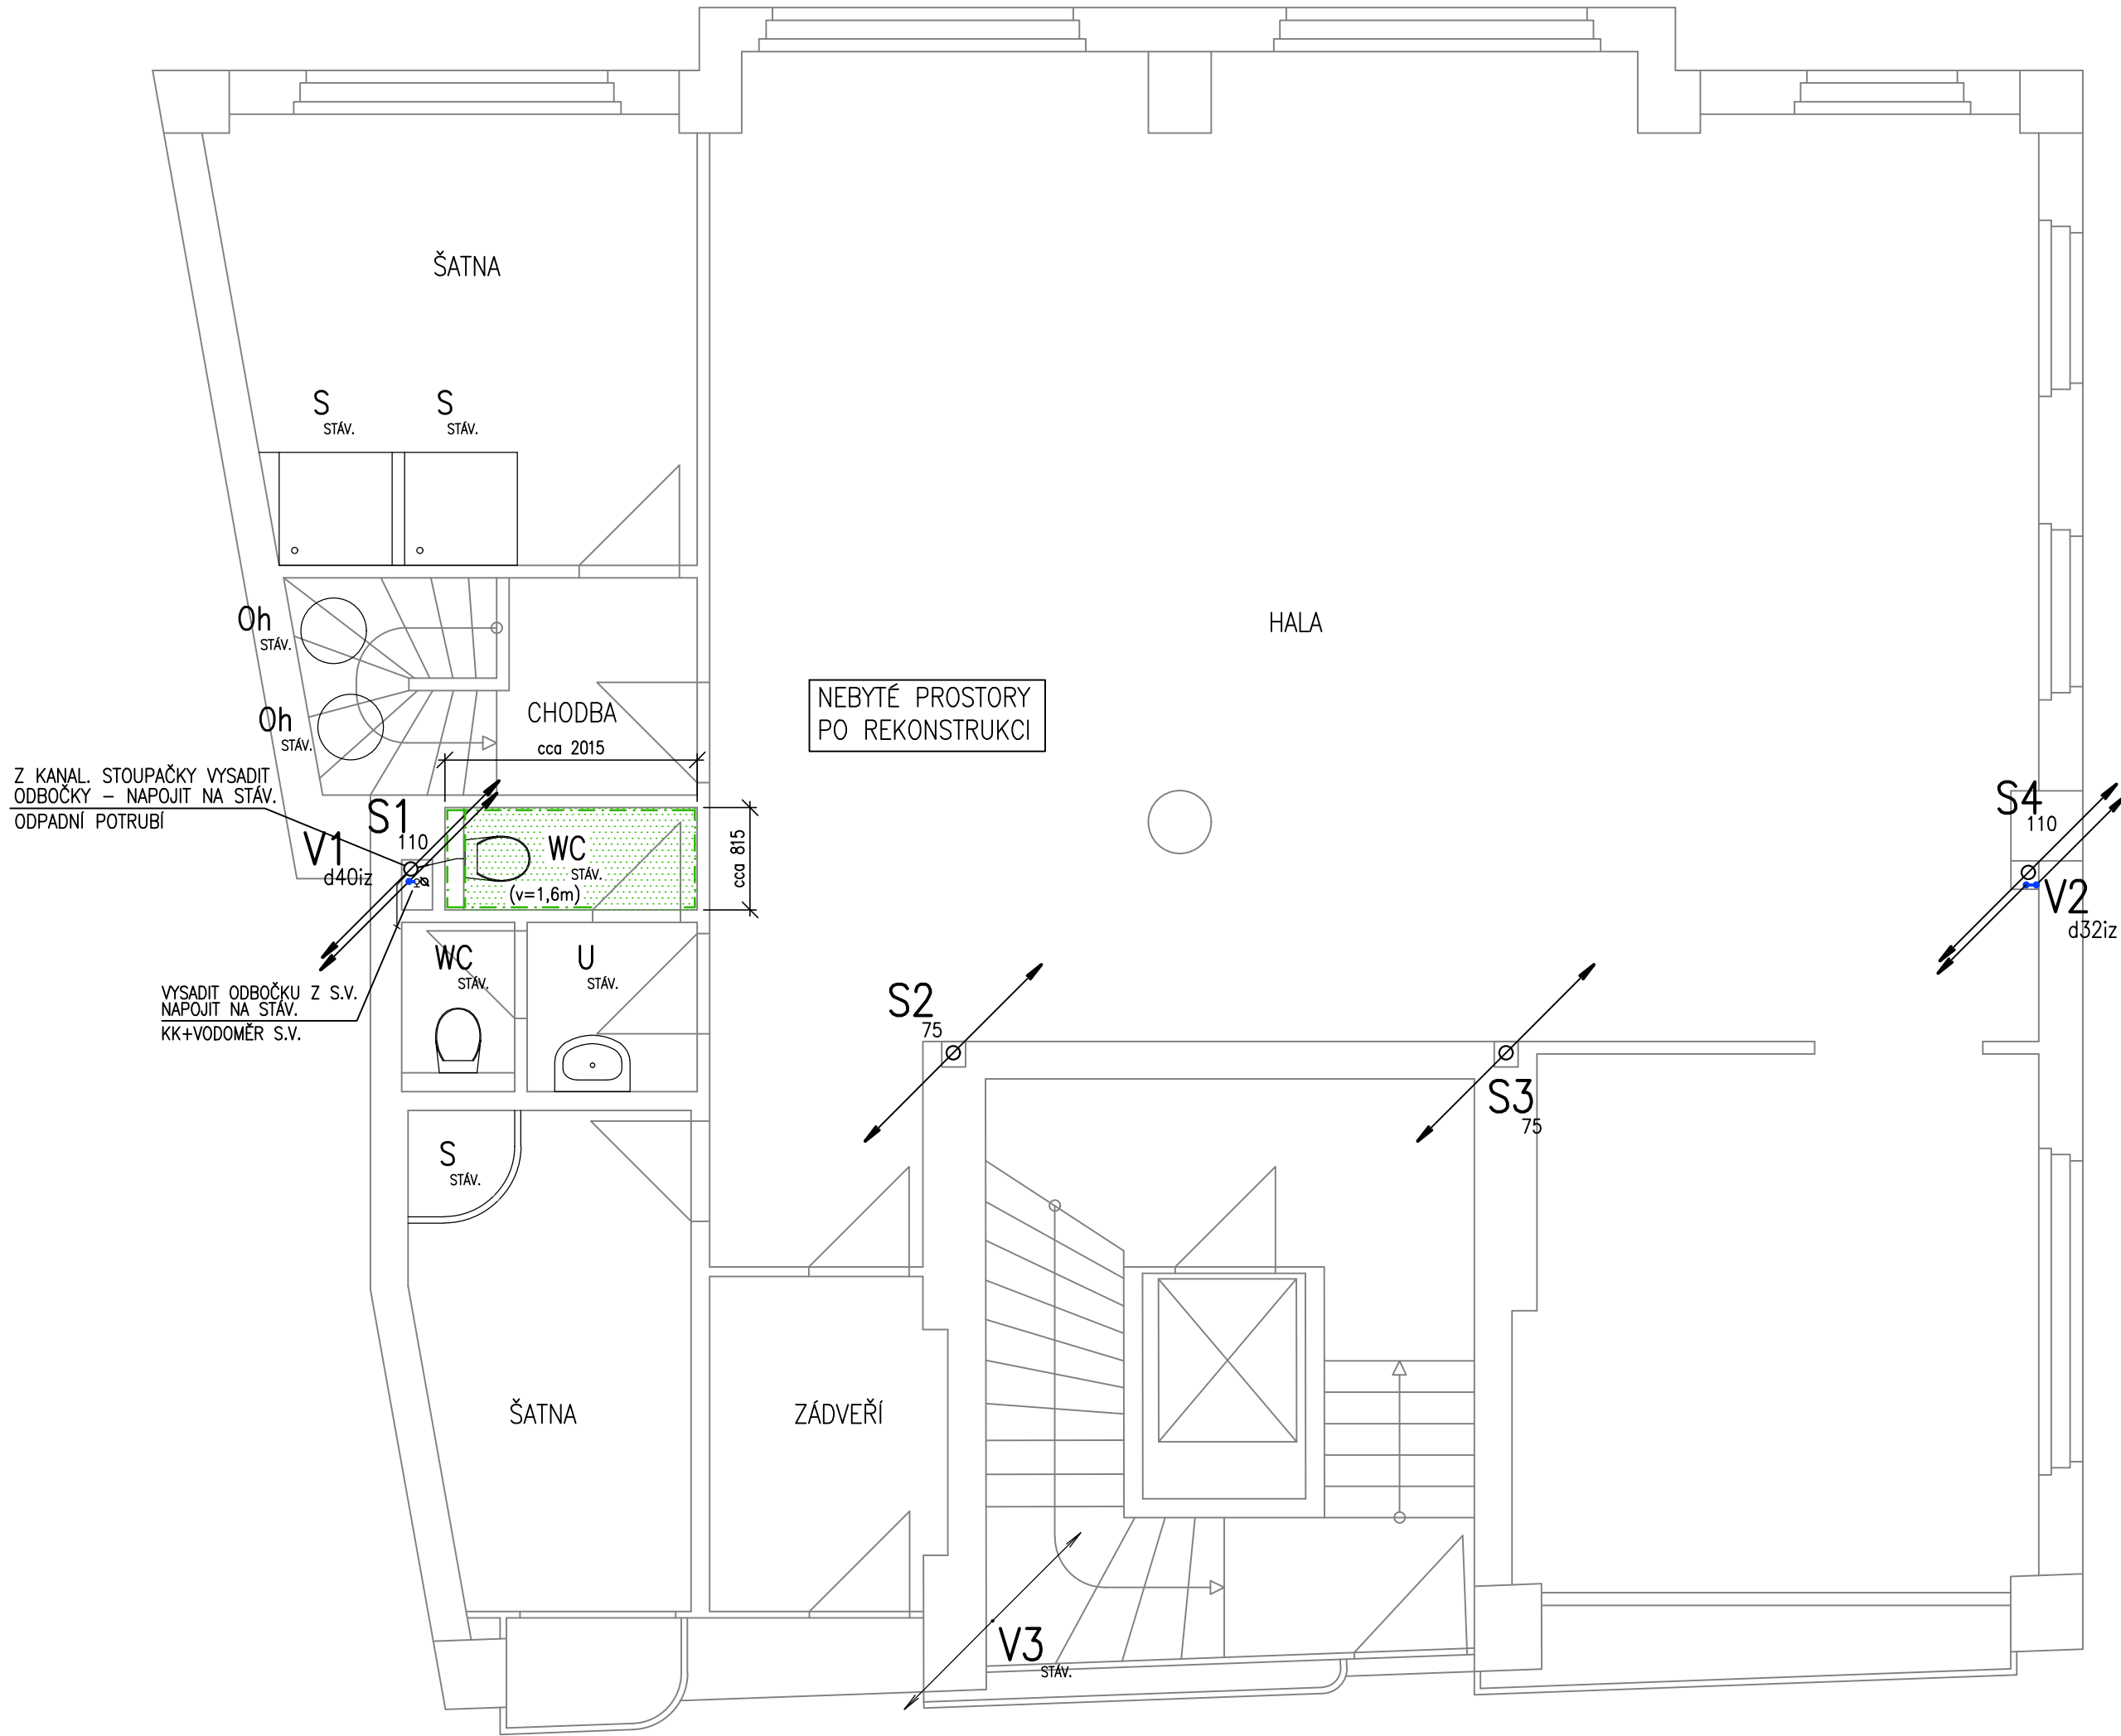 ŠATNA
S
STÁV.
S
STÁV.
Oh
STÁV.
HALA
NEBYTÉ PROSTORY
PO REKONSTRUKCI
CHODBA
Oh
STÁV.
cca 2015
Z KANAL. STOUPAČKY VYSADIT
ODBOČKY – NAPOJIT NA STÁV.
ODPADNÍ POTRUBÍ
S1
110
V1
d40iz
WC
STÁV.
(v=1,6m)
cca 815
S4
110
V2
d32iz
WC
STÁV.
U
STÁV.
VYSADIT ODBOČKU Z S.V.
NAPOJIT NA STÁV.
KK+VODOMĚR S.V.
S2
75
S3
75
S
STÁV.
ŠATNA
ZÁDVEŘÍ
V3
STÁV.